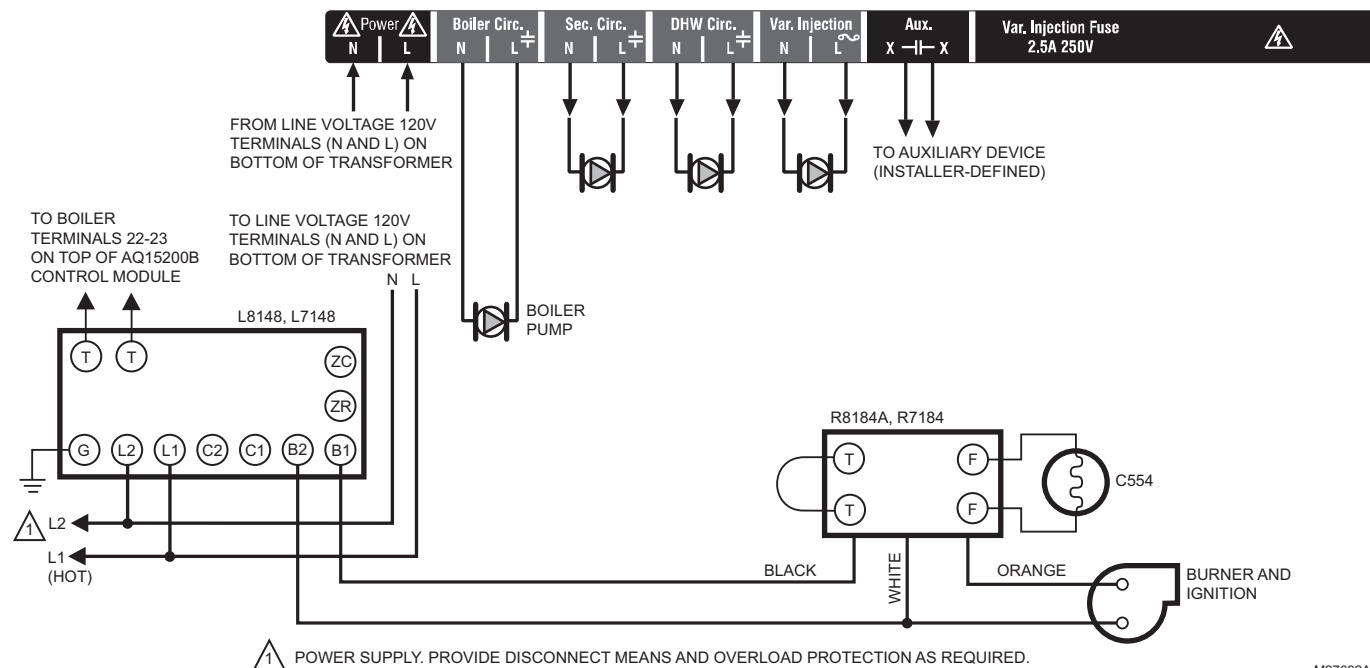 Power
N L
Boiler Circ.
N L
Sec. Circ.
N L
DHW Circ.
N L
Var. Injection
N L
Aux.
X X
Var. Injection Fuse
2.5A 250V
FROM LINE VOLTAGE 120V
TERMINALS (N AND L) ON
BOTTOM OF TRANSFORMER
TO AUXILIARY DEVICE
(INSTALLER-DEFINED)
TO BOILER
TERMINALS 22-23
ON TOP OF AQ15200B
CONTROL MODULE
TO LINE VOLTAGE 120V
TERMINALS (N AND L) ON
BOTTOM OF TRANSFORMER
N L
BOILER
PUMP
L8148, L7148
T T ZC
ZR
G L2 L1 C2 C1 B2 B1
1 L2
L1
(HOT)
R8184A, R7184
T F
T F
C554
BLACK
WHITE
ORANGE
BURNER AND
IGNITION
1 POWER SUPPLY. PROVIDE DISCONNECT MEANS AND OVERLOAD PROTECTION AS REQUIRED.